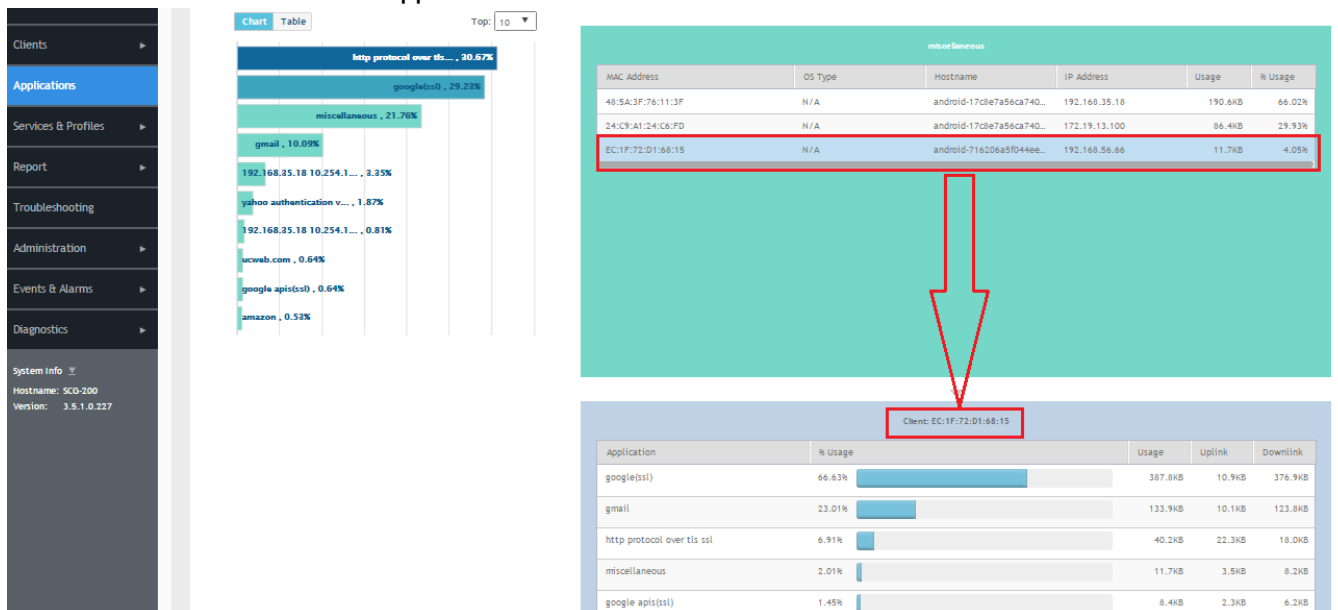 Clients
Applications
Services & Profiles
Report
Troubleshooting
Administration
Events & Alarms
Diagnostics
System Info
Hostname: SCG-200
Version: 3.5.1.0.227
Chart Table Top: 10
http protocol over tls... , 30.67%
google(ssl) , 29.23%
miscellaneous , 21.76%
gmail , 10.09%
192.168.35.18 10.254.1... , 3.35%
yahoo authentication v... , 1.87%
192.168.35.18 10.254.1... , 0.81%
ucweb.com , 0.64%
google apis(ssl) , 0.64%
amazon , 0.53%
miscellaneous
MAC Address OS Type Hostname IP Address Usage % Usage
48:5A:3F:76:11:3F N/A android-17c8e7a56ca740... 192.168.35.18 190.6KB 66.02%
24:C9:A1:24:C6:FD N/A android-17c8e7a56ca740... 172.19.13.100 86.4KB 29.93%
EC:1F:72:D1:68:15 N/A android-716206a5f044ee... 192.168.56.66 11.7KB 4.05%
Client: EC:1F:72:D1:68:15
Application % Usage Usage Uplink Downlink
google(ssl) 66.63% 387.8KB 10.9KB 376.9KB
gmail 23.01% 133.9KB 10.1KB 123.8KB
http protocol over tls ssl 6.91% 40.2KB 22.3KB 18.0KB
miscellaneous 2.01% 11.7KB 3.5KB 8.2KB
google apis(ssl) 1.45% 8.4KB 2.3KB 6.2KB